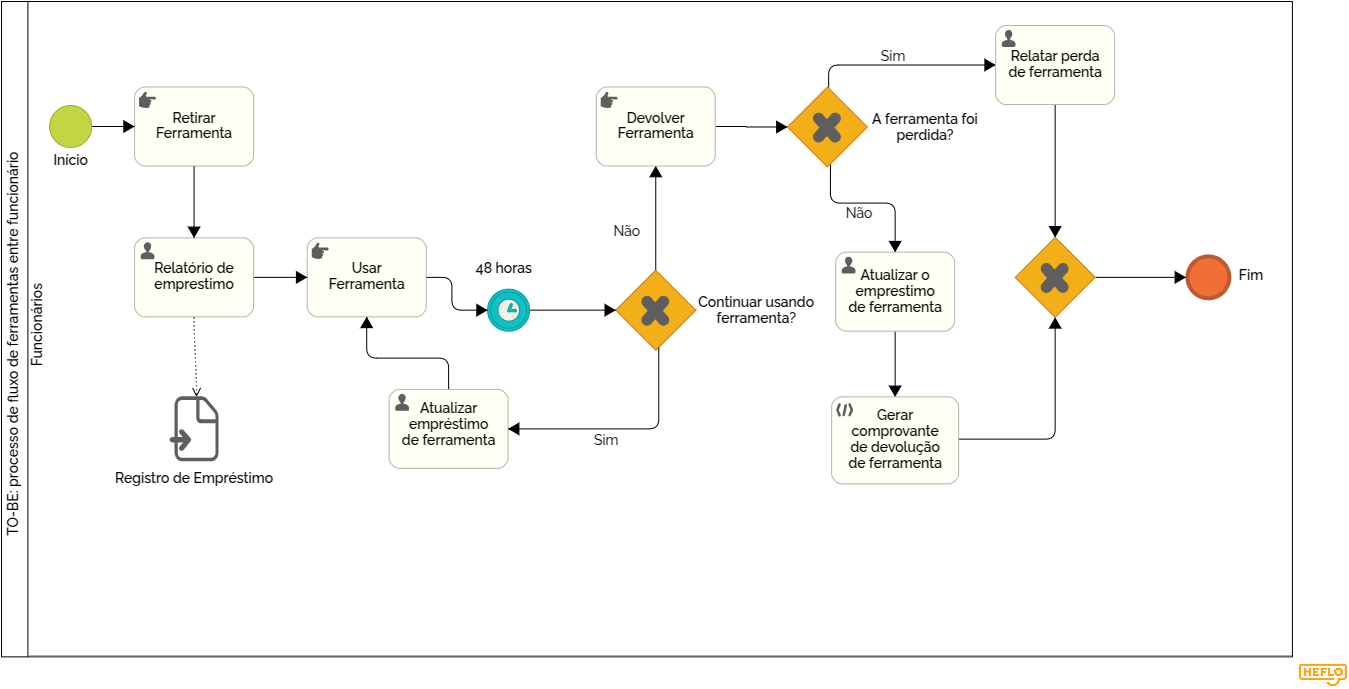 TO-BE: processo de fluxo de ferramentas entre funcionário
Funcionários
Início
Retirar
Ferramenta
Relatório de
emprestimo
Registro de Empréstimo
Usar
Ferramenta
48 horas
Atualizar
empréstimo
de ferramenta
Continuar usando
ferramenta?
Não
Sim
Devolver
Ferramenta
A ferramenta foi
perdida?
Sim
Não
Relatar perda
de ferramenta
Atualizar o
emprestimo
de ferramenta
Gerar
comprovante
de devolução
de ferramenta
Fim
HEFLO